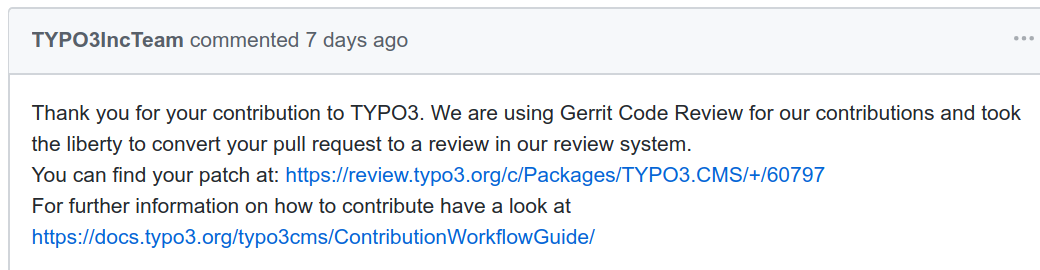 TYPO3IncTeam commented 7 days ago
Thank you for your contribution to TYPO3. We are using Gerrit Code Review for our contributions and took
the liberty to convert your pull request to a review in our review system.
You can find your patch at: https://review.typo3.org/c/Packages/TYPO3.CMS/+/60797
For further information on how to contribute have a look at
https://docs.typo3.org/typo3cms/ContributionWorkflowGuide/